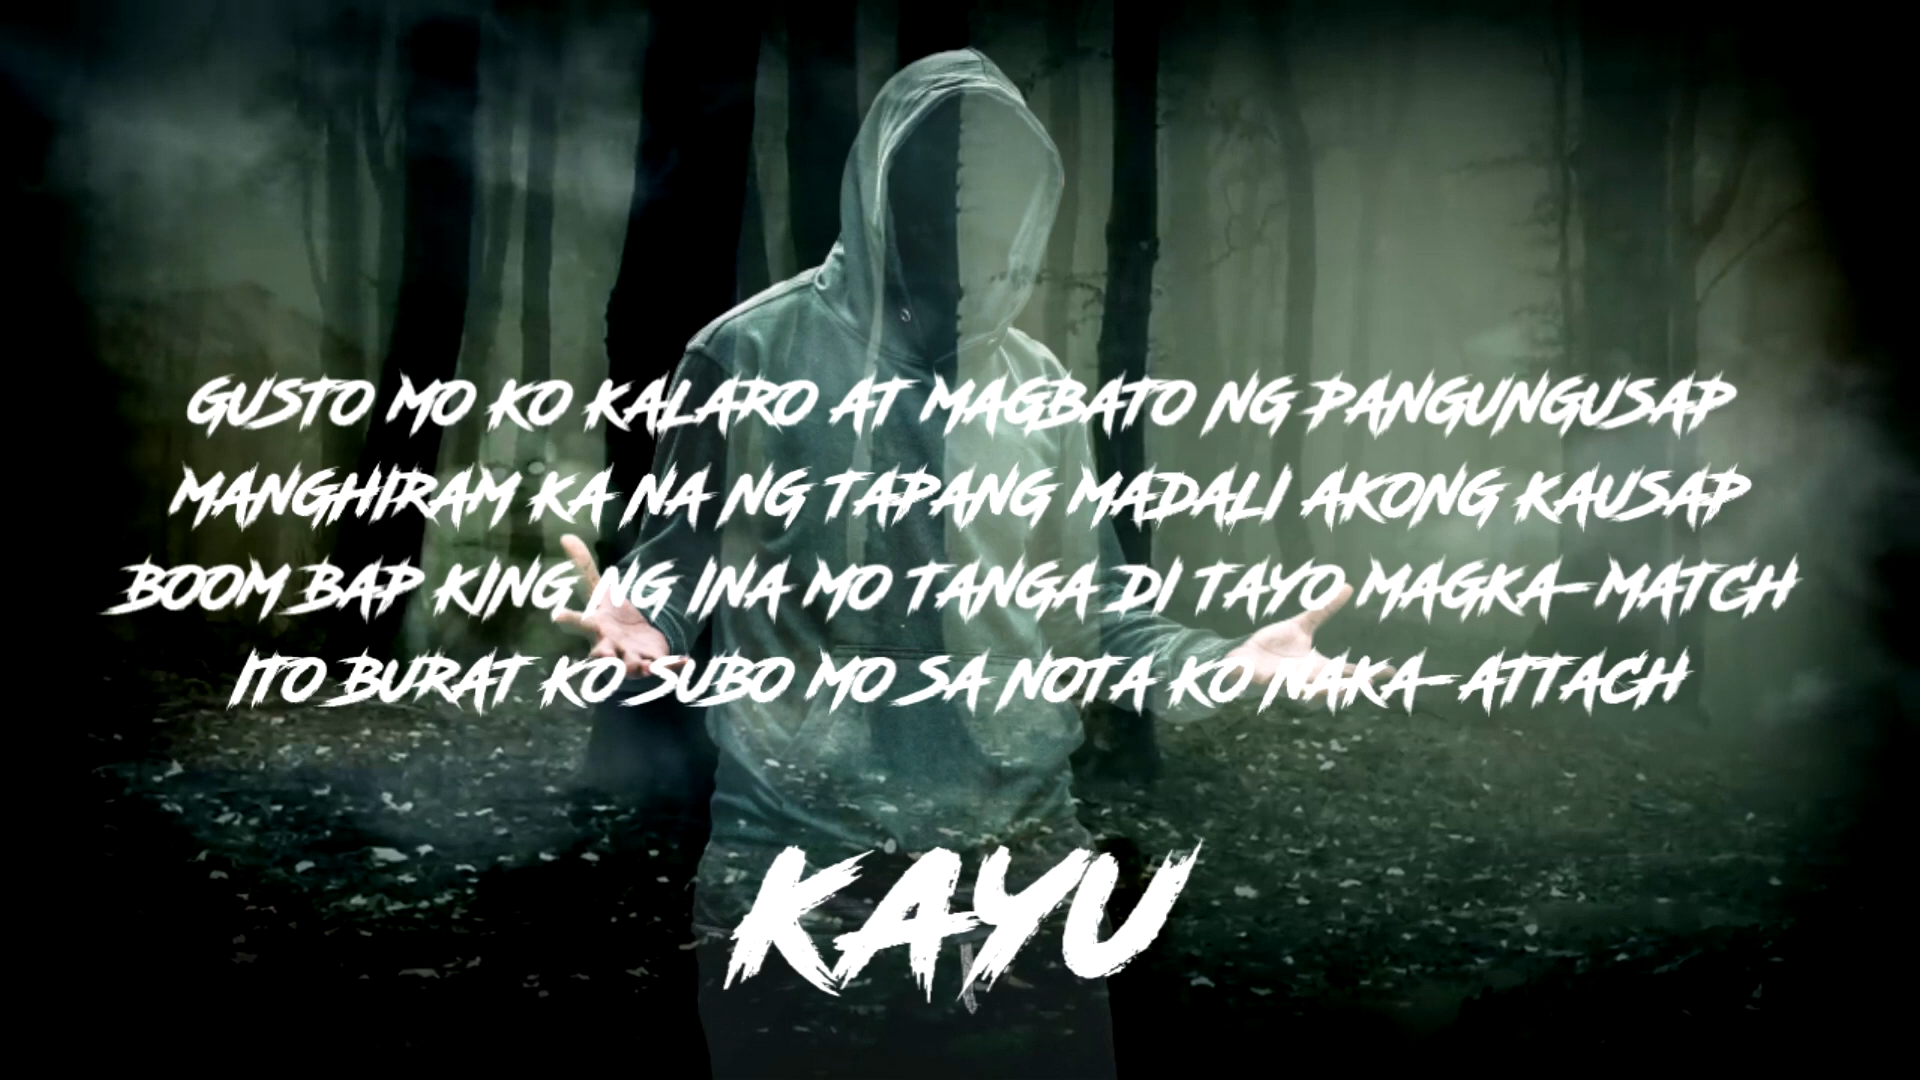 GUSTO MO KO KALARO AT MAGBATO NG PANGUNGUSAP
MANGHIRAM KA NA NG TAPANG MADALI AKONG KAUSAP
BOOM BAP KING NG INA MO TANGA DI TAYO MAGKA-MATCH
ITO BURAT KO SUBO MO SA NOTA KO NAKA-ATTACH
KAYU